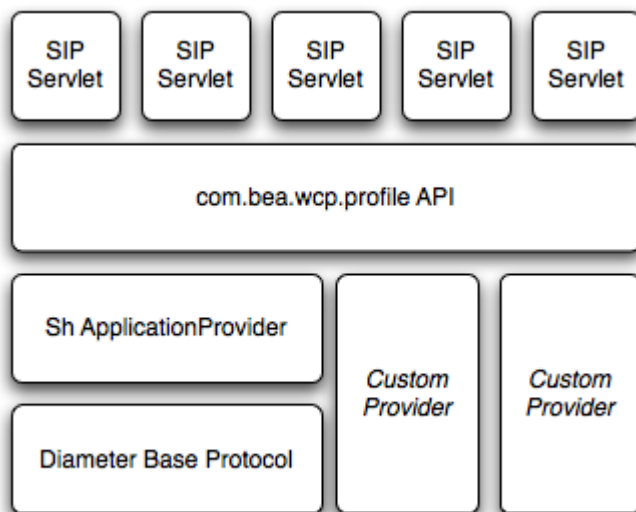 SIP
Servlet
SIP
Servlet
SIP
Servlet
SIP
Servlet
SIP
Servlet
com.bea.wcp.profile API
Sh ApplicationProvider
Custom
Provider
Custom
Provider
Diameter Base Protocol